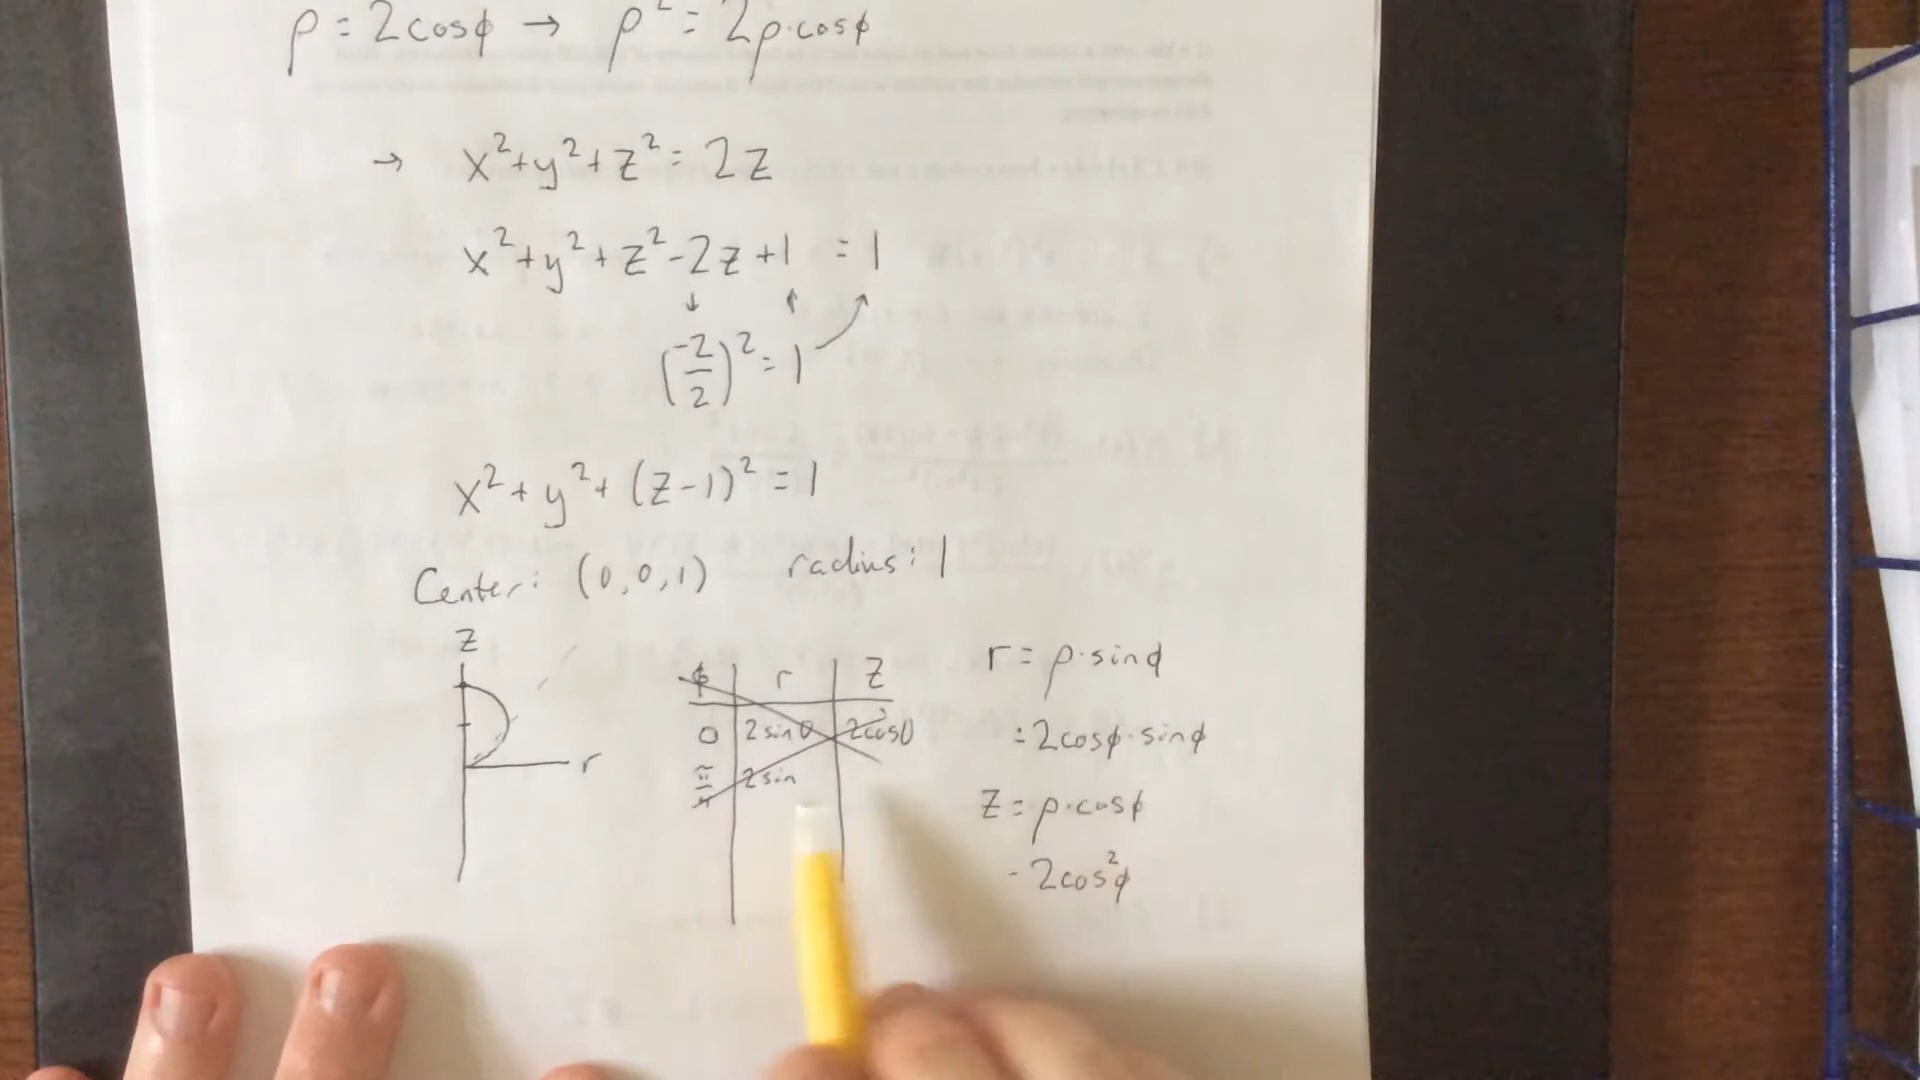 ρ = 2cosϕ → ρ² = 2ρ·cosϕ
→ x²+y²+z² = 2z
x²+y²+z²-2z+1 = 1
↓ ↑
(-2/2)² = 1
x²+y²+(z-1)² = 1
Center: (0,0,1) radius: 1
z
r
ϕ r z
0 2sin0 2cos0
2sin
r = ρ·sinϕ
= 2cosϕ·sinϕ
z = ρ·cosϕ
- 2cos²ϕ